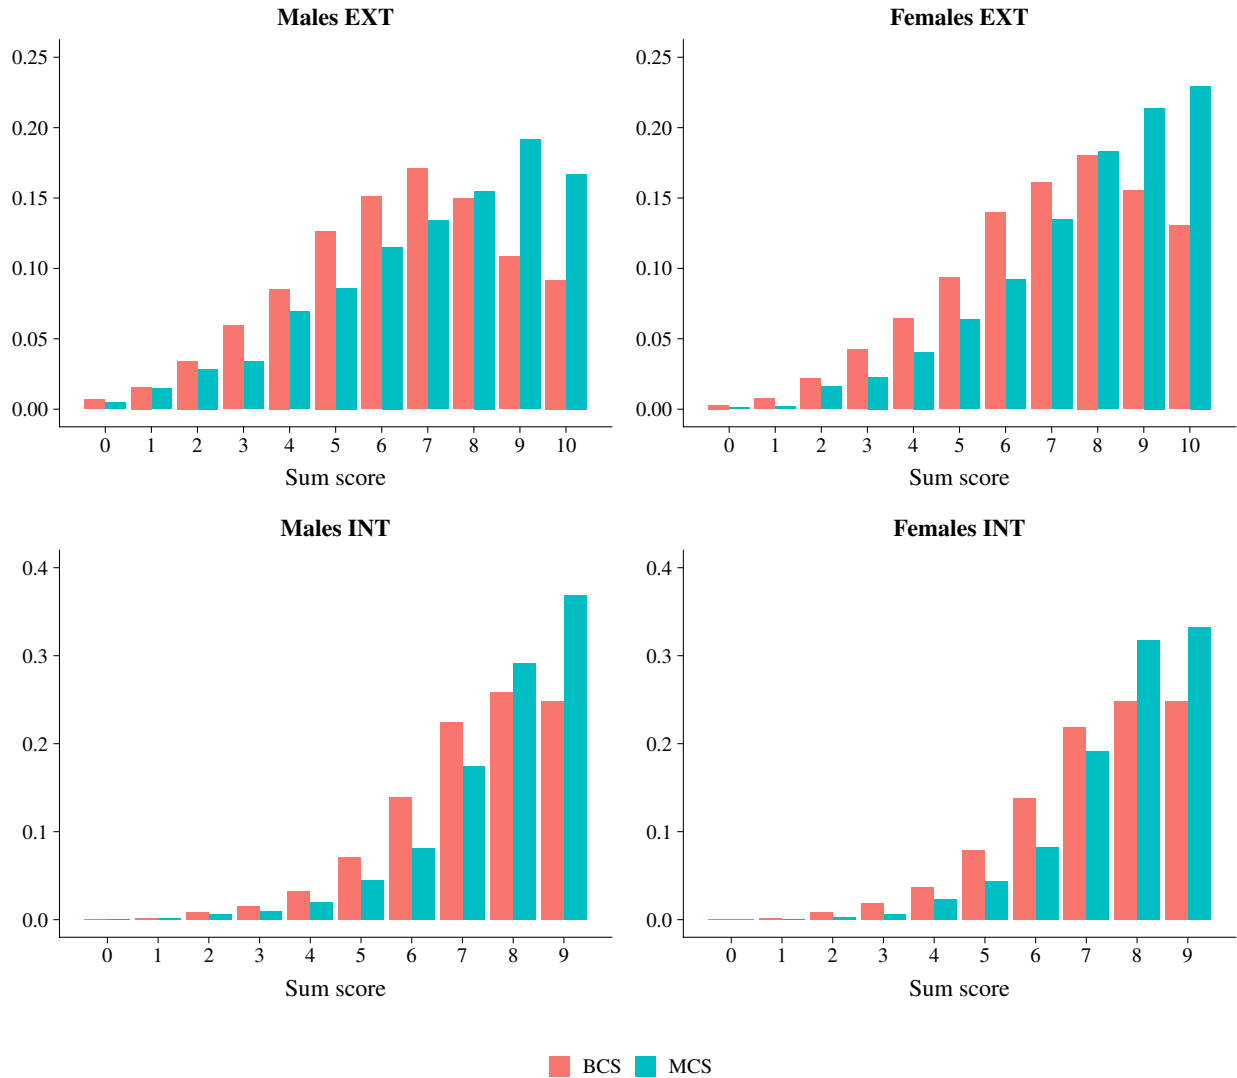 Males EXT
0.25
0.20
0.15
0.10
0.05
0.00
0 1 2 3 4 5 6 7 8 9 10
Sum score
Females EXT
0.25
0.20
0.15
0.10
0.05
0.00
0 1 2 3 4 5 6 7 8 9 10
Sum score
Males INT
0.4
0.3
0.2
0.1
0.0
0 1 2 3 4 5 6 7 8 9
Sum score
Females INT
0.4
0.3
0.2
0.1
0.0
0 1 2 3 4 5 6 7 8 9
Sum score
BCS MCS